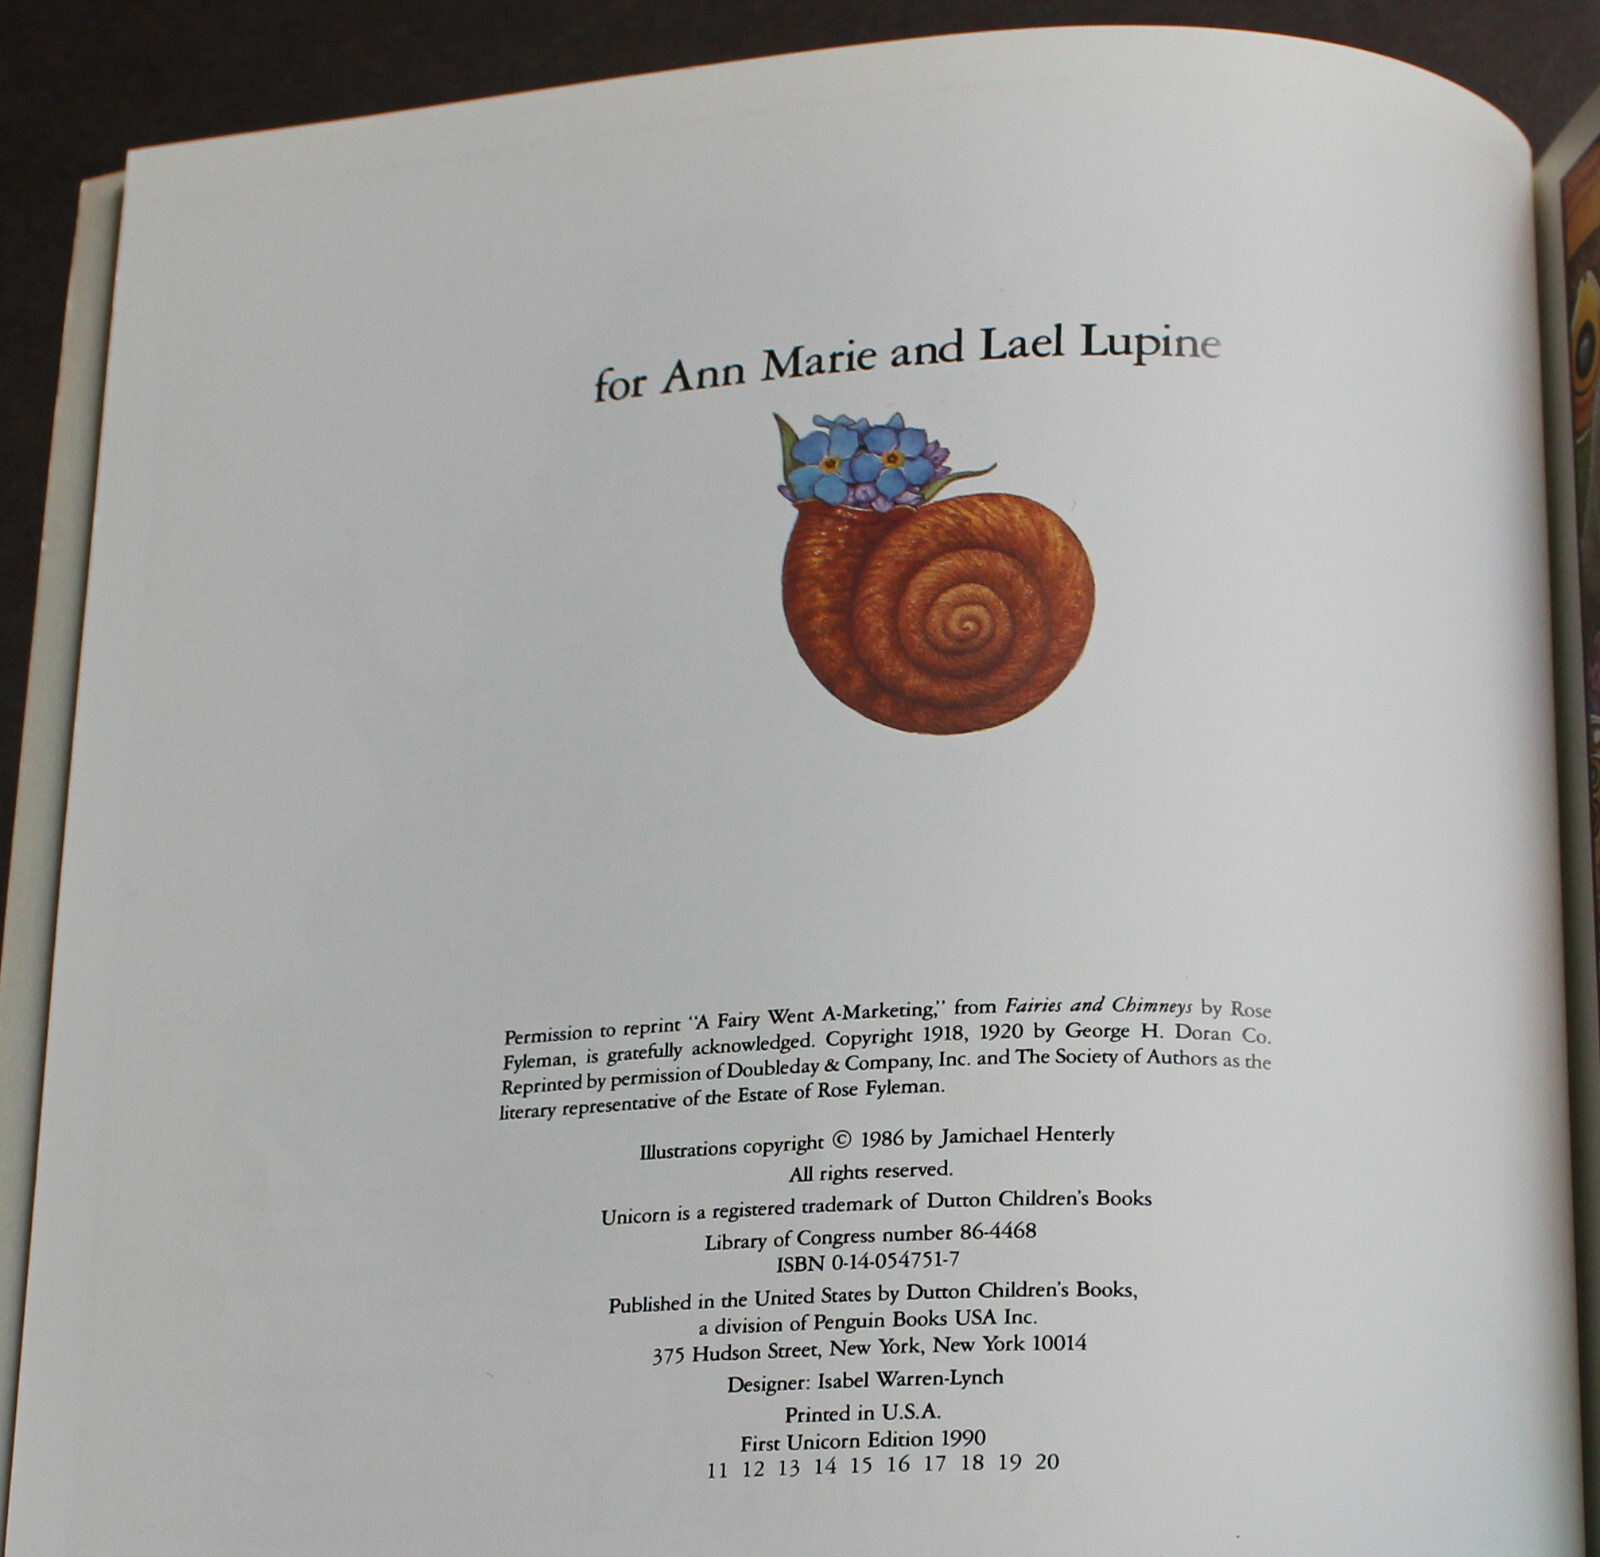 for Ann Marie and Lael Lupine
Permission to reprint "A Fairy Went A-Marketing," from Fairies and Chimneys by Rose
Fyleman, is gratefully acknowledged. Copyright 1918, 1920 by George H. Doran Co.
Reprinted by permission of Doubleday & Company, Inc. and The Society of Authors as the
literary representative of the Estate of Rose Fyleman.
Illustrations copyright © 1986 by Jamichael Henterly
All rights reserved.
Unicorn is a registered trademark of Dutton Children's Books
Library of Congress number 86-4468
ISBN 0-14-054751-7
Published in the United States by Dutton Children's Books,
a division of Penguin Books USA Inc.
375 Hudson Street, New York, New York 10014
Designer: Isabel Warren-Lynch
Printed in U.S.A.
First Unicorn Edition 1990
11 12 13 14 15 16 17 18 19 20